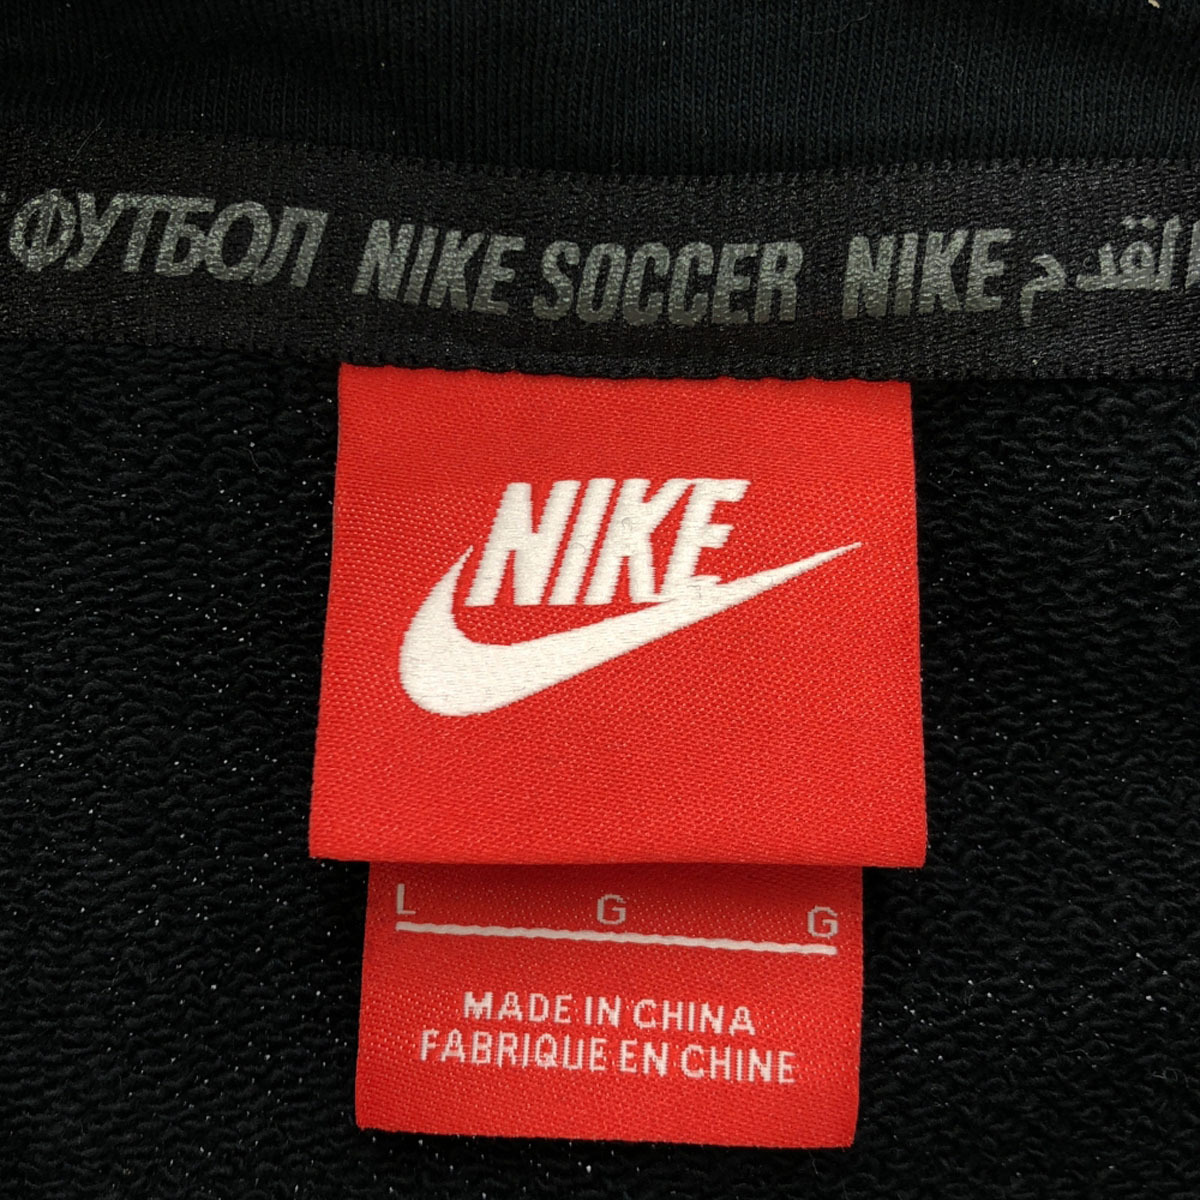 ФУТБОЛ NIKE SOCCER NIKE القدم
NIKE
L G G
MADE IN CHINA
FABRIQUE EN CHINE